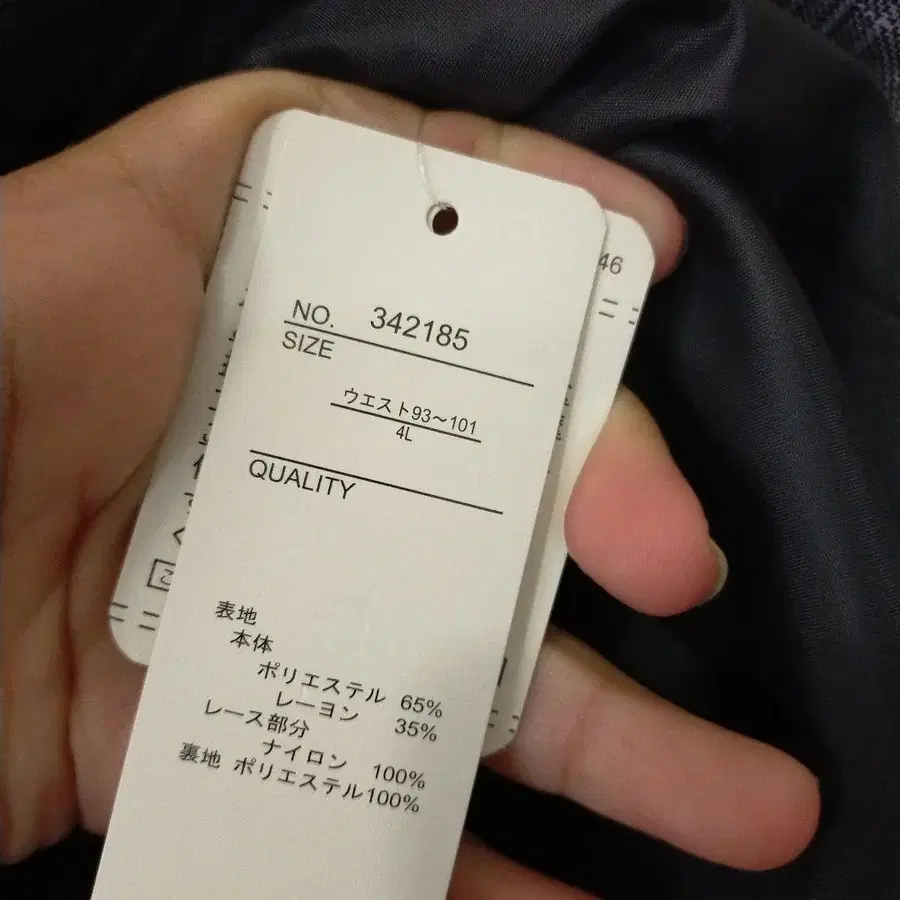 NO. 342185
SIZE
ウエスト93～101
4L
QUALITY
表地
本体
ポリエステル 65%
レーヨン 35%
レース部分
ナイロン 100%
裏地 ポリエステル100%
46